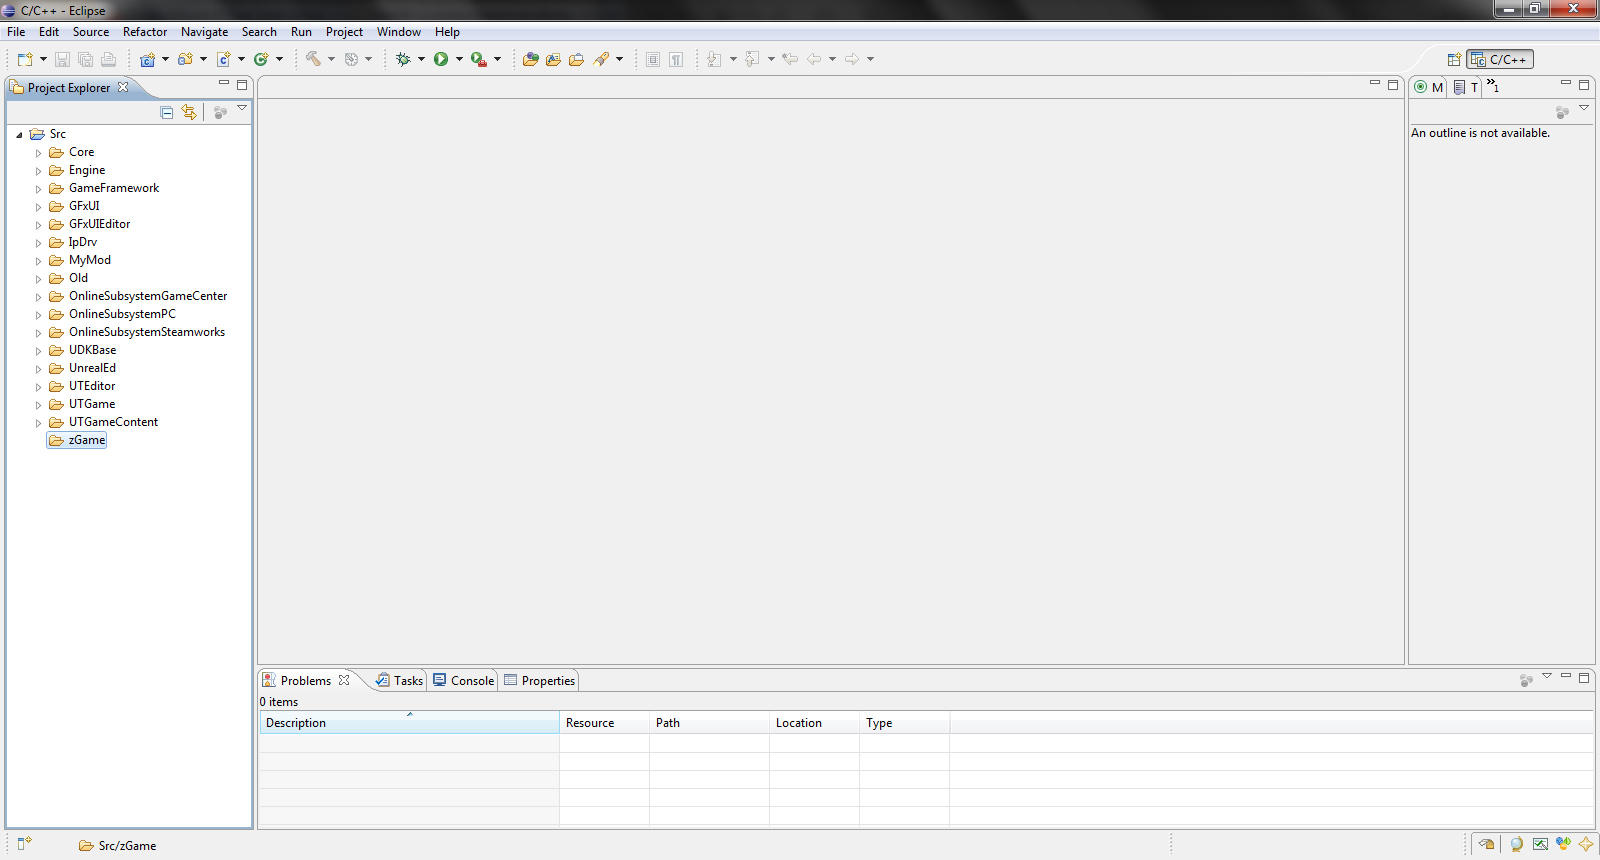 C/C++ - Eclipse
File Edit Source Refactor Navigate Search Run Project Window Help
C/C++
Project Explorer
Src
Core
Engine
GameFramework
GFxUI
GFxUIEditor
IpDrv
MyMod
Old
OnlineSubsystemGameCenter
OnlineSubsystemPC
OnlineSubsystemSteamworks
UDKBase
UnrealEd
UTEditor
UTGame
UTGameContent
zGame
M T »1
An outline is not available.
Problems Tasks Console Properties
0 items
Description Resource Path Location Type
Src/zGame